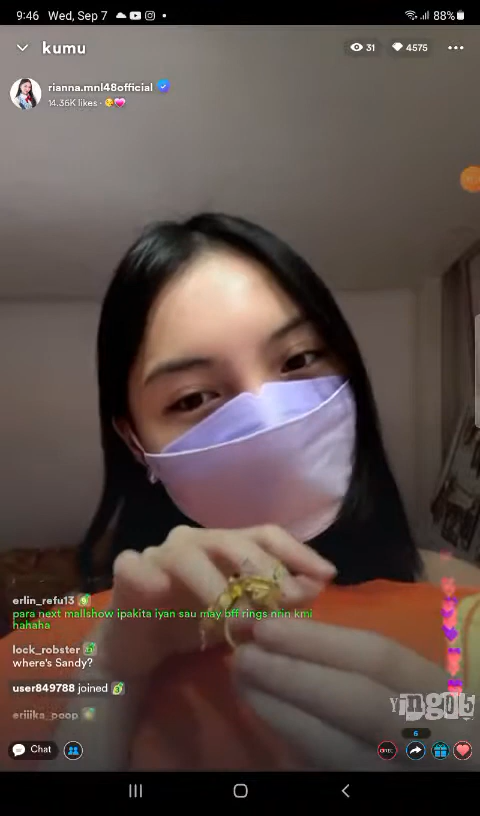 9:46 Wed, Sep 7 88%
kumu
31 4575
rianna.mnl48official
14.36K likes
erlin_refu13
para next mallshow ipakita iyan sau may bff rings nrin kmi
hahaha
lock_robster
where's Sandy?
user849788 joined
eriiika_poop
yingob
Chat
6